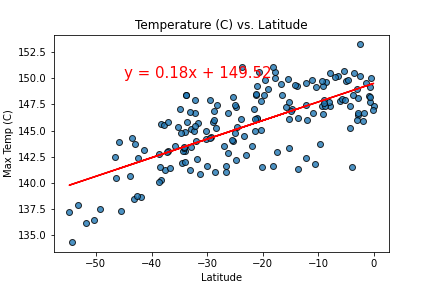 Temperature (C) vs. Latitude
y = 0.18x + 149.52
Max Temp (C)
152.5
150.0
147.5
145.0
142.5
140.0
137.5
135.0
−50 −40 −30 −20 −10 0
Latitude